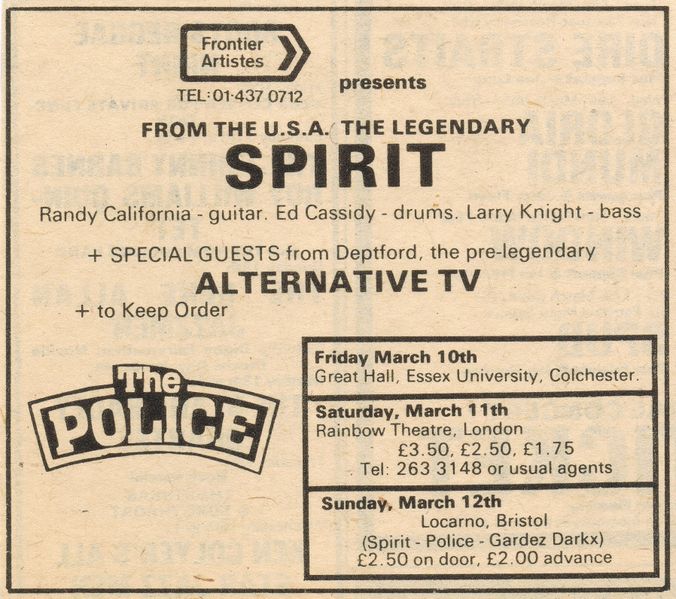 Frontier
Artistes
TEL: 01·437 0712
presents
FROM THE U.S.A. THE LEGENDARY
SPIRIT
Randy California - guitar. Ed Cassidy - drums. Larry Knight - bass
+ SPECIAL GUESTS from Deptford, the pre-legendary
ALTERNATIVE TV
+ to Keep Order
The
POLICE
Friday March 10th
Great Hall, Essex University, Colchester.
Saturday, March 11th
Rainbow Theatre, London
£3.50, £2.50, £1.75
Tel: 263 3148 or usual agents
Sunday, March 12th
Locarno, Bristol
(Spirit - Police - Gardez Darkx)
£2.50 on door, £2.00 advance